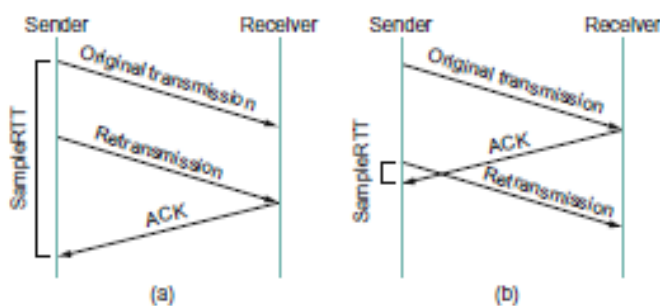 Sender Receiver
Original transmission
SampleRTT
Retransmission
ACK
(a)
Sender Receiver
Original transmission
ACK
SampleRTT
Retransmission
(b)